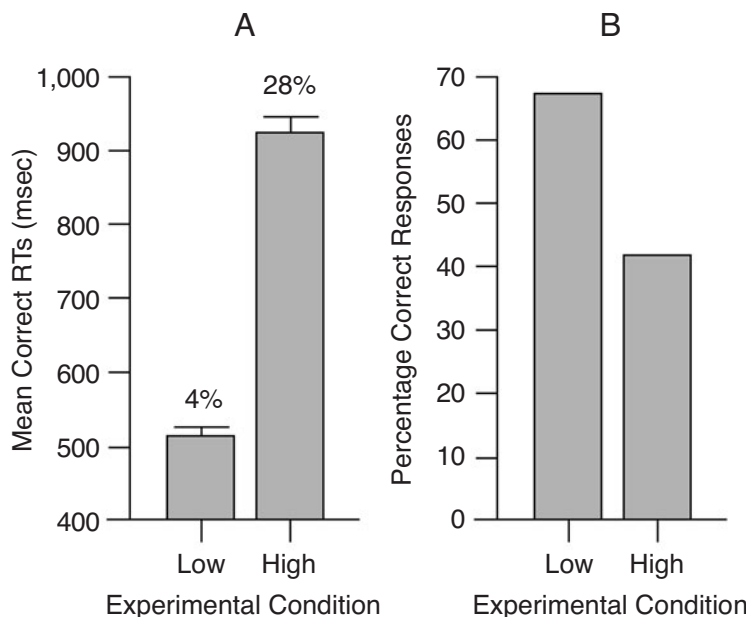 A
Mean Correct RTs (msec)
1,000
900
800
700
600
500
400
4%
28%
Low
High
Experimental Condition
B
Percentage Correct Responses
70
60
50
40
30
20
10
0
Low
High
Experimental Condition